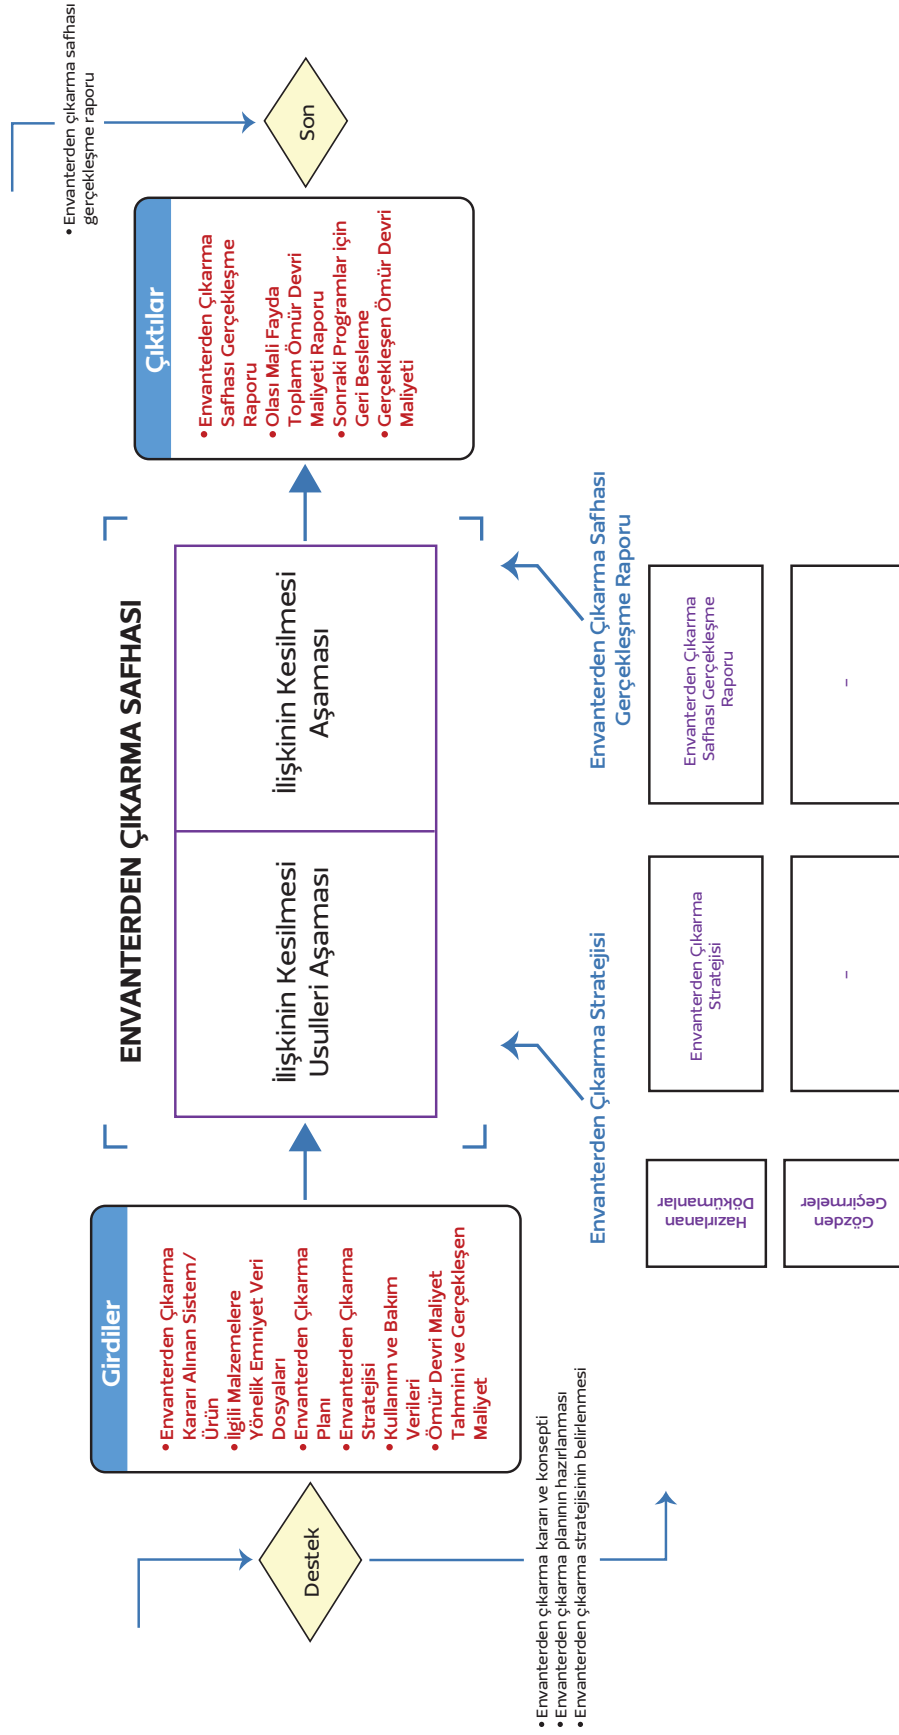 ENVANTERDEN ÇIKARMA SAFHASI
Destek
• Envanterden çıkarma kararı ve konsepti
• Envanterden çıkarma planının hazırlanması
• Envanterden çıkarma stratejisinin belirlenmesi
Girdiler
• Envanterden Çıkarma
Kararı Alınan Sistem/
Ürün
• İlgili Malzemelere
Yönelik Emniyet Veri
Dosyaları
• Envanterden Çıkarma
Planı
• Envanterden Çıkarma
Stratejisi
• Kullanım ve Bakım
Verileri
• Ömür Devri Maliyet
Tahmini ve Gerçekleşen
Maliyet
İlişkinin Kesilmesi
Usulleri Aşaması
İlişkinin Kesilmesi
Aşaması
Çıktılar
• Envanterden Çıkarma
Safhası Gerçekleşme
Raporu
• Olası Mali Fayda
Toplam Ömür Devri
Maliyeti Raporu
• Sonraki Programlar için
Geri Besleme
• Gerçekleşen Ömür Devri
Maliyeti
Son
• Envanterden çıkarma safhası
gerçekleşme raporu
Envanterden Çıkarma Stratejisi
Envanterden Çıkarma Safhası
Gerçekleşme Raporu
Hazırlanan
Dökümanlar
Envanterden Çıkarma
Stratejisi
Envanterden Çıkarma
Safhası Gerçekleşme
Raporu
Gözden
Geçirmeler
–
–